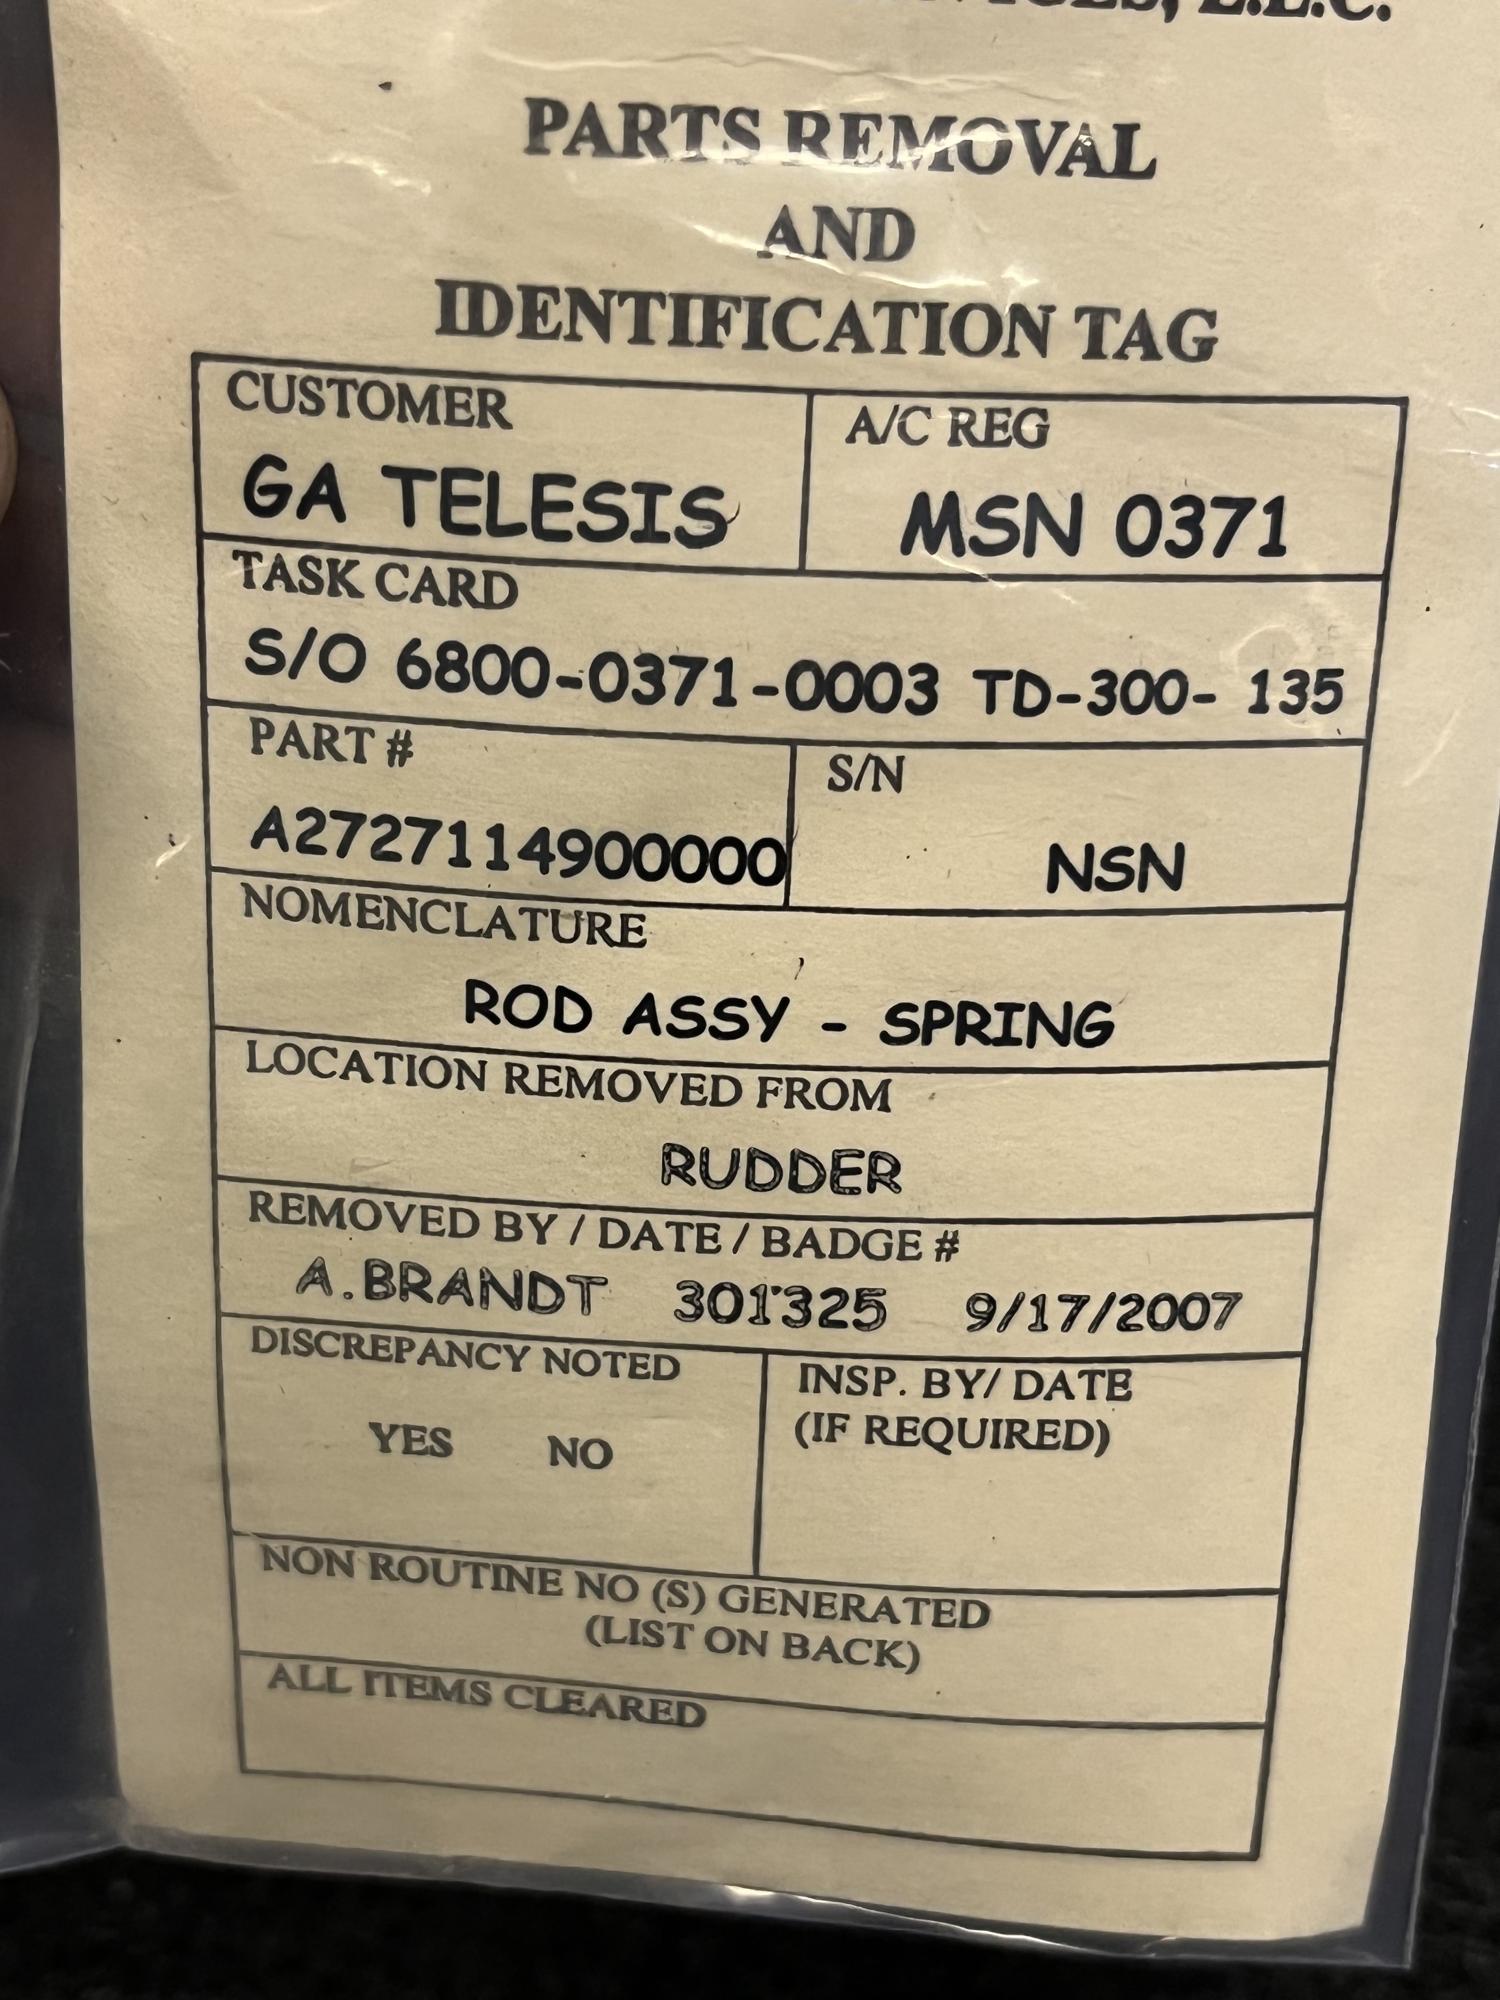 L.L.C.
PARTS REMOVAL
AND
IDENTIFICATION TAG
CUSTOMER
GA TELESIS
A/C REG
MSN 0371
TASK CARD
S/O 6800-0371-0003 TD-300- 135
PART #
A2727114900000
S/N
NSN
NOMENCLATURE
ROD ASSY - SPRING
LOCATION REMOVED FROM
RUDDER
REMOVED BY / DATE / BADGE #
A.BRANDT 301325 9/17/2007
DISCREPANCY NOTED
YES NO
INSP. BY/ DATE
(IF REQUIRED)
NON ROUTINE NO (S) GENERATED
(LIST ON BACK)
ALL ITEMS CLEARED